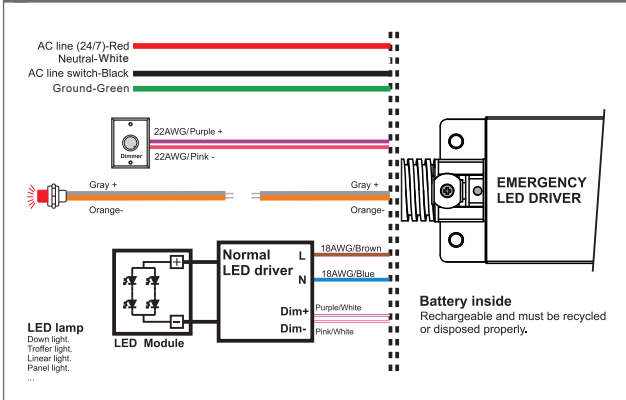 AC line (24/7)-Red
Neutral-White
AC line switch-Black
Ground-Green
22AWG/Purple +
Dimmer
22AWG/Pink -
Gray +
Orange-
Gray +
Orange-
EMERGENCY
LED DRIVER
Normal
LED driver
L
18AWG/Brown
N
18AWG/Blue
Dim+
Purple/White
Dim-
Pink/White
+
-
LED Module
Battery inside
Rechargeable and must be recycled
or disposed properly.
LED lamp
Down light.
Troffer light.
Linear light.
Panel light.
...